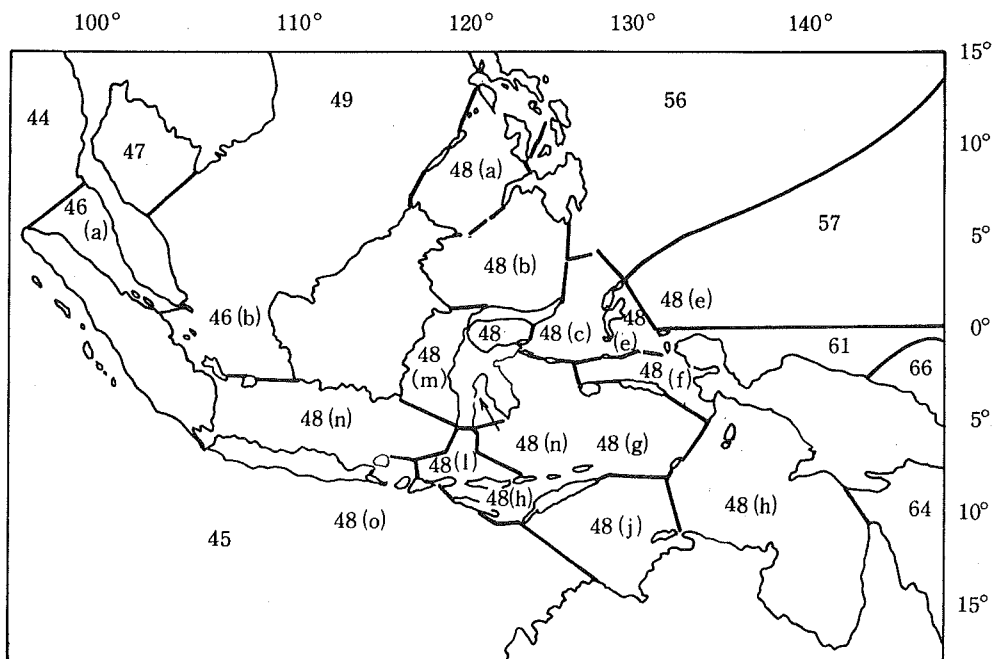 100° 110° 120° 130° 140°
15°
44
49
56
47
10°
48 (a)
46
(a)
57
5°
48 (b)
48 (e)
46 (b)
48
48 (c)
48
0°
(e)
61
48
(m)
48
(f)
66
48 (n)
5°
48 (n)
48 (g)
48 (l)
48 (h)
48 (h)
64
10°
48 (o)
48 (j)
45
15°